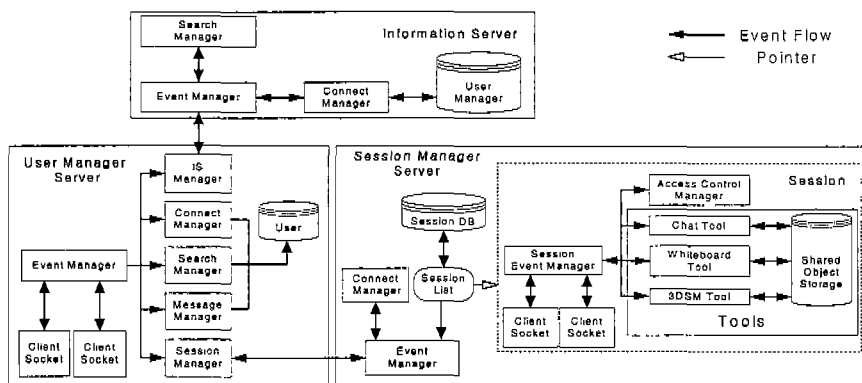 Search
Manager
Information Server
Event Flow
Pointer
Event Manager
Connect
Manager
User
Manager
User Manager
Server
IS
Manager
Connect
Manager
User
Event Manager
Search
Manager
Message
Manager
Client
Socket
Client
Socket
Session
Manager
Session Manager
Server
Session DB
Connect
Manager
Session
List
Event
Manager
Session
Access Control
Manager
Session
Event Manager
Chat Tool
Whiteboard
Tool
3DSM Tool
Shared
Object
Storage
Client
Socket
Client
Socket
Tools